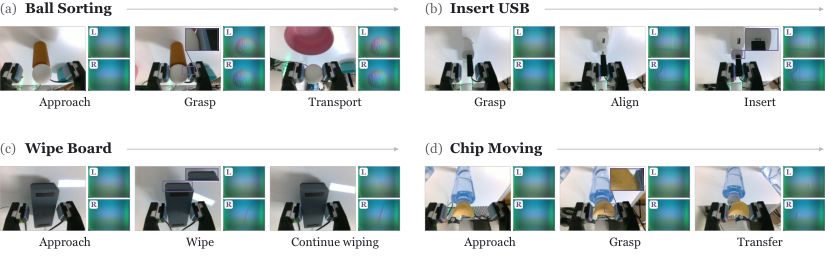 (a) Ball Sorting
L
R
Approach
L
R
Grasp
L
R
Transport
(b) Insert USB
L
R
Grasp
L
R
Align
L
R
Insert
(c) Wipe Board
L
R
Approach
L
R
Wipe
L
R
Continue wiping
(d) Chip Moving
L
R
Approach
L
R
Grasp
L
R
Transfer